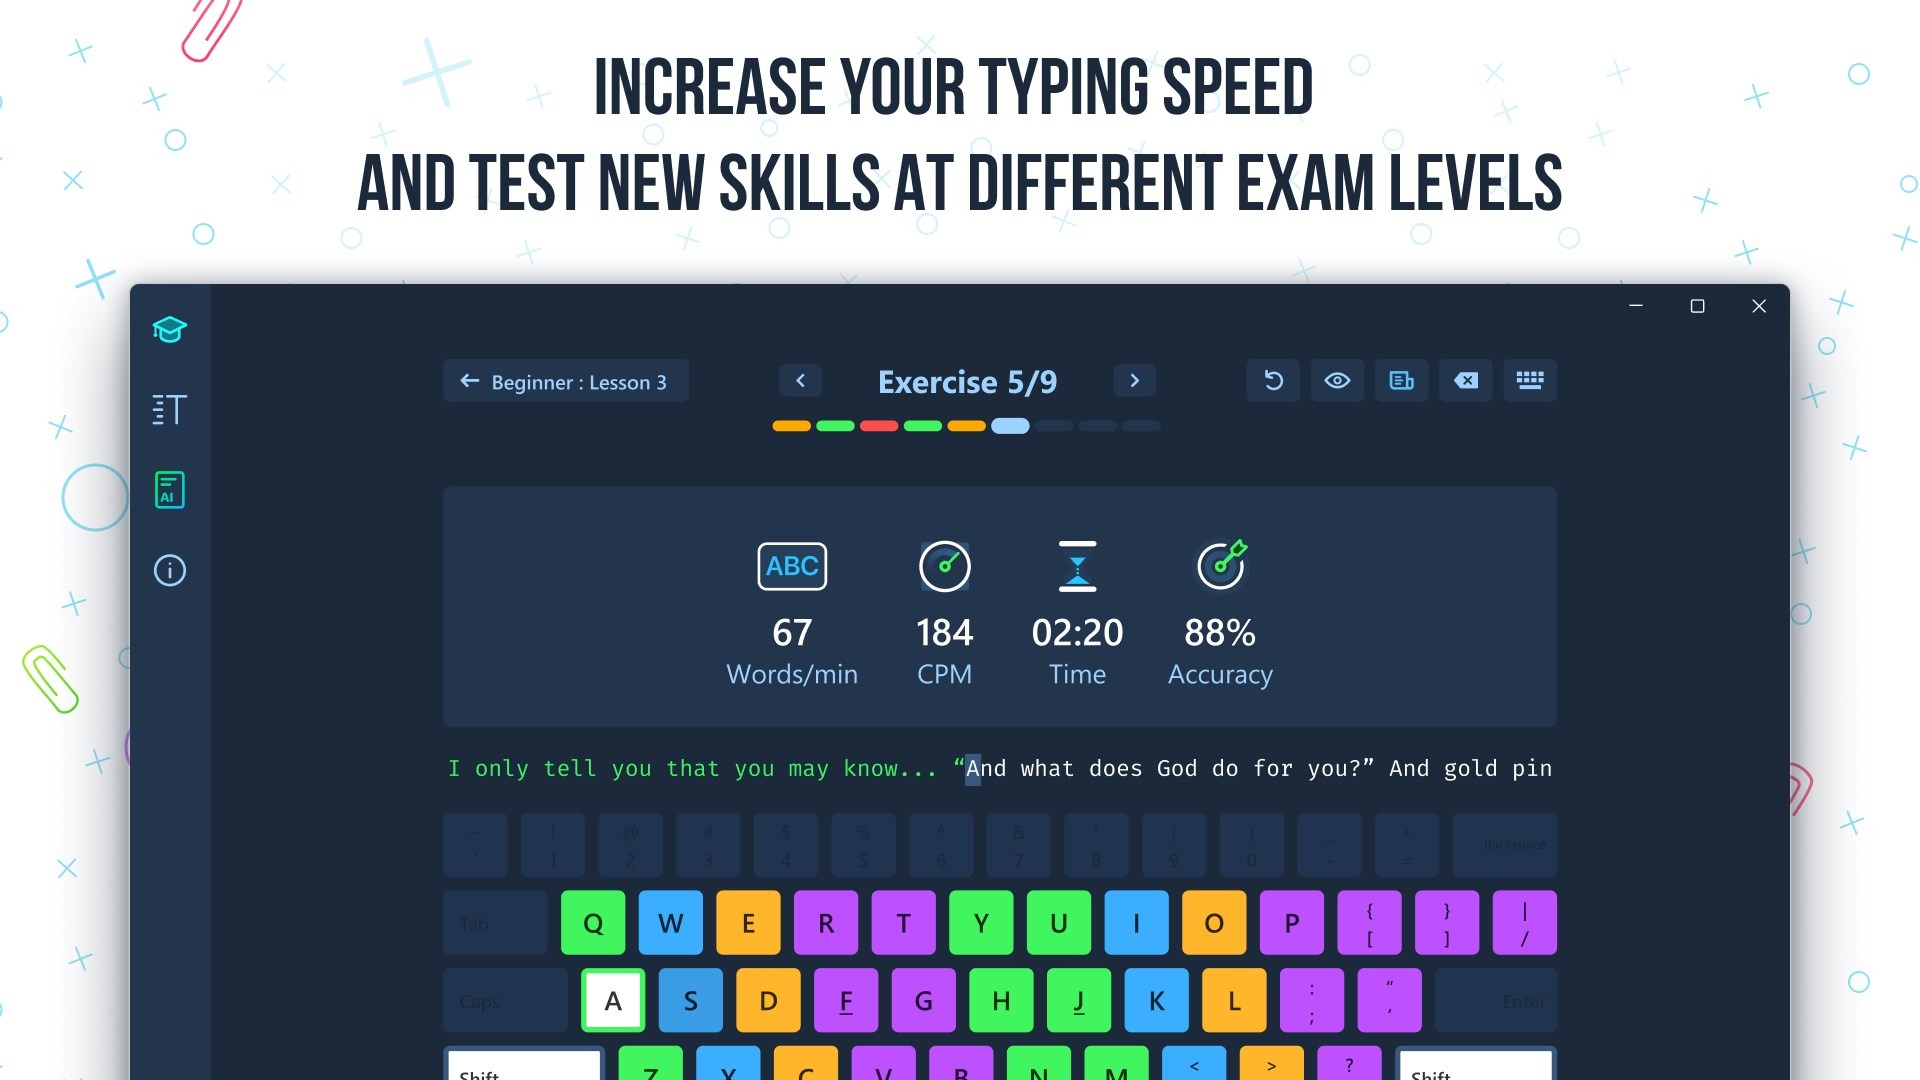 INCREASE YOUR TYPING SPEED
AND TEST NEW SKILLS AT DIFFERENT EXAM LEVELS
Beginner : Lesson 3
Exercise 5/9
T
AI
ABC
67 184 02:20 88%
Words/min CPM Time Accuracy
I only tell you that you may know... “And what does God do for you?” And gold pin
~ ! @ # $ % ^ & * ( ) _ +
` 1 2 3 4 5 6 7 8 9 0 - = Backspace
Tab Q W E R T Y U I O P { [ } ] | /
Caps A S D F G H J K L : ; “ ‘ Enter
Shift Z X C V B N M < > ? Shift